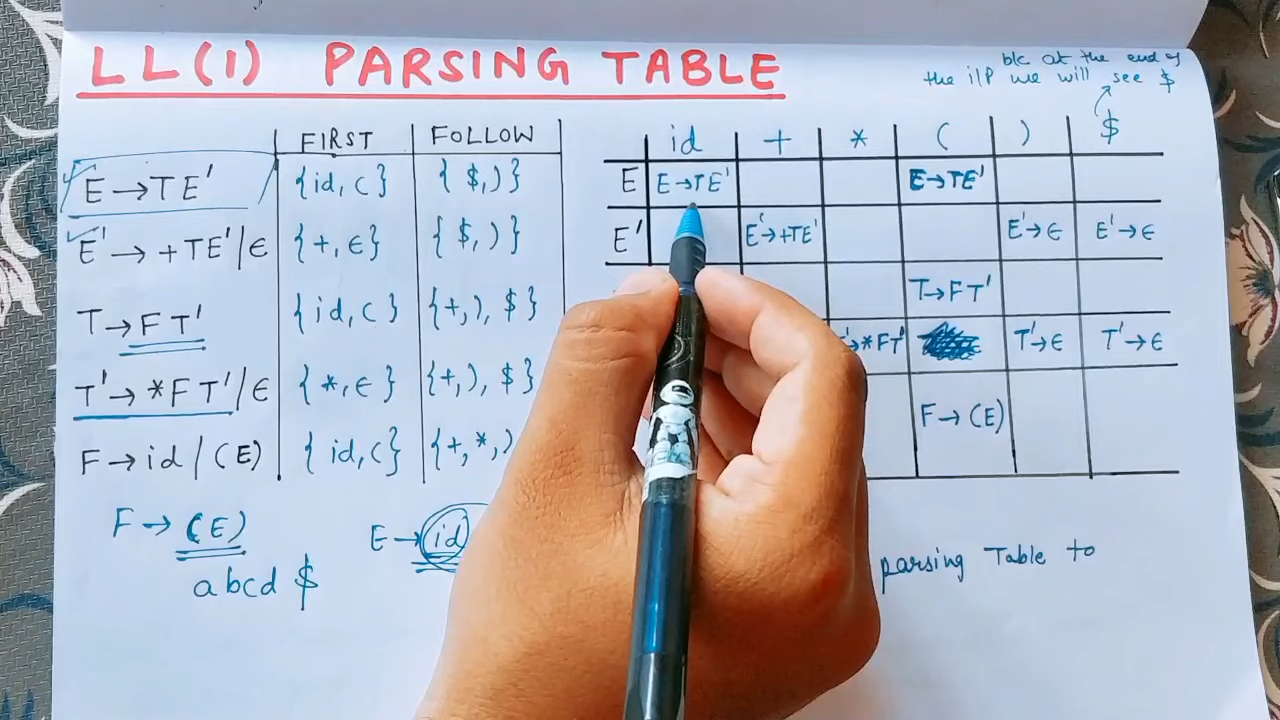 LL(1) PARSING TABLE
b/c at the end of
the i/p we will see $
FIRST FOLLOW
id + * ( ) $
E → TE' {id, (} {$, )}
E E → TE' E → TE'
E' → +TE'/ϵ {+, ϵ} {$, )}
E' E' → +TE' E' → ϵ E' → ϵ
T → FT' {id, (} {+, ), $}
T → FT'
T' → *FT'/ϵ {*, ϵ} {+, ), $}
→ *FT' T' → ϵ T' → ϵ
F → id/(E) {id, (} {+, *, )
F → (E)
F → (E) E → id
parsing Table to
abcd $